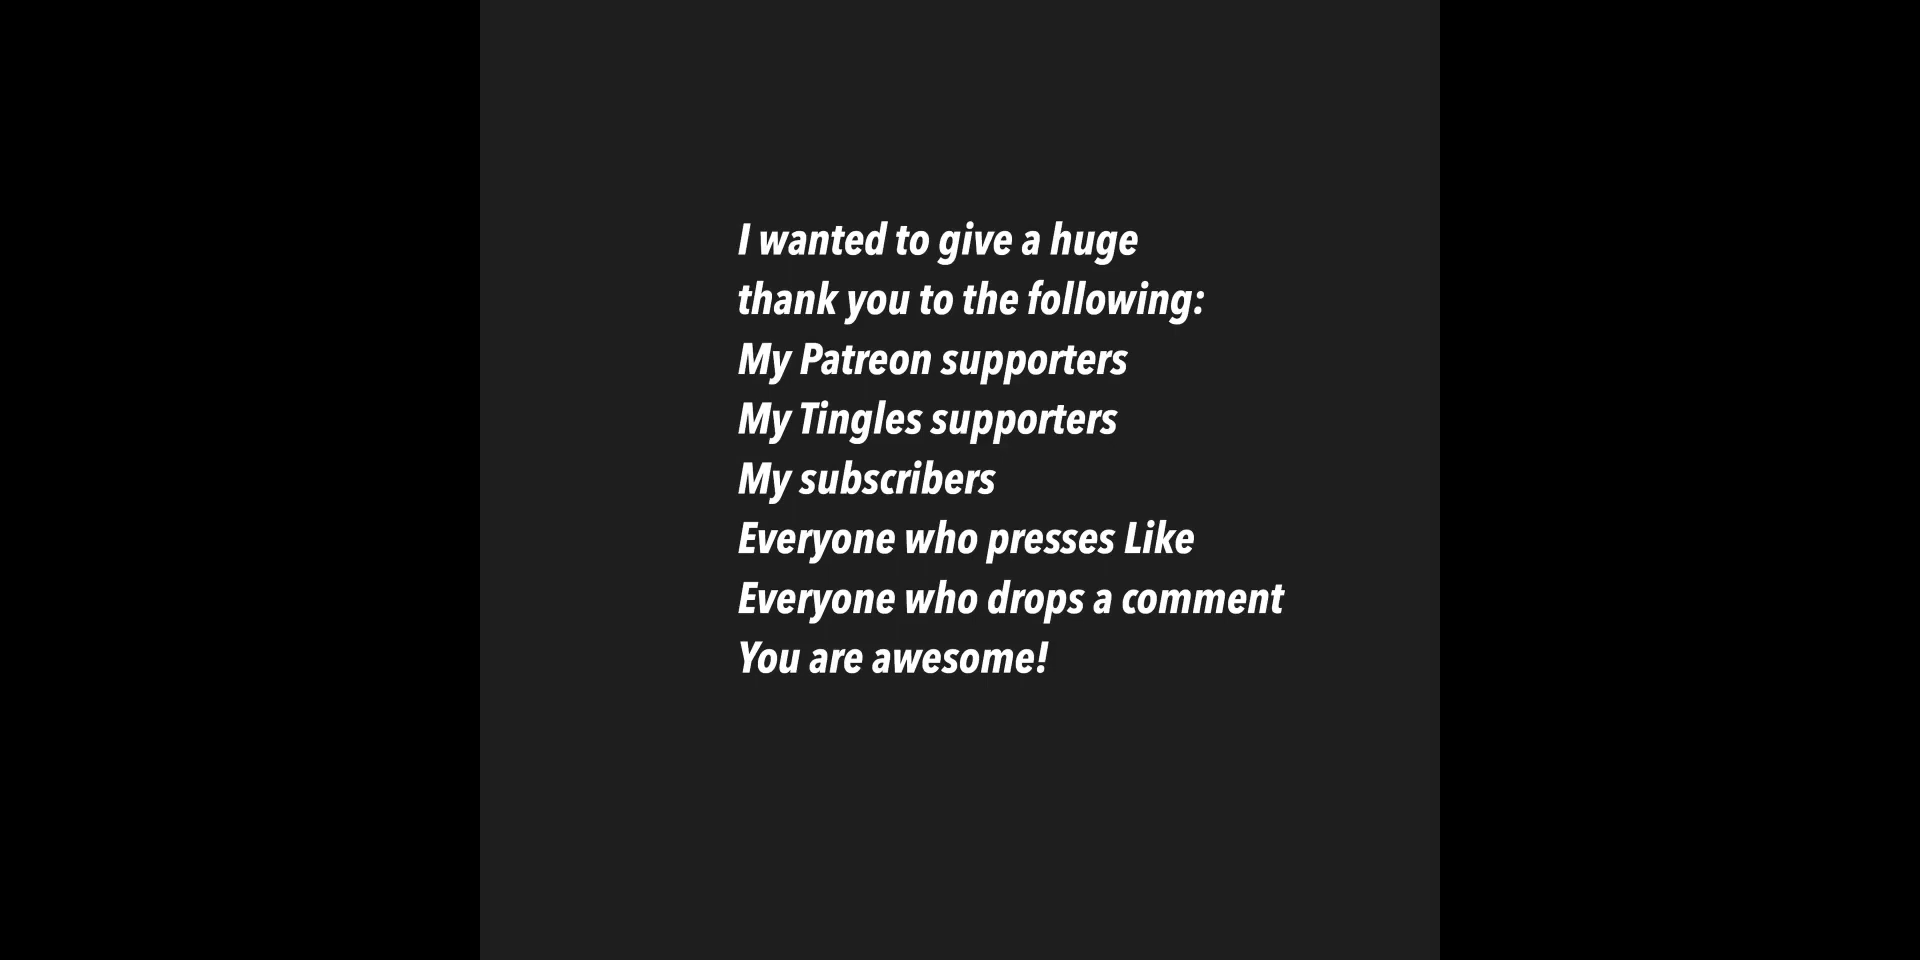 I wanted to give a huge
thank you to the following:
My Patreon supporters
My Tingles supporters
My subscribers
Everyone who presses Like
Everyone who drops a comment
You are awesome!